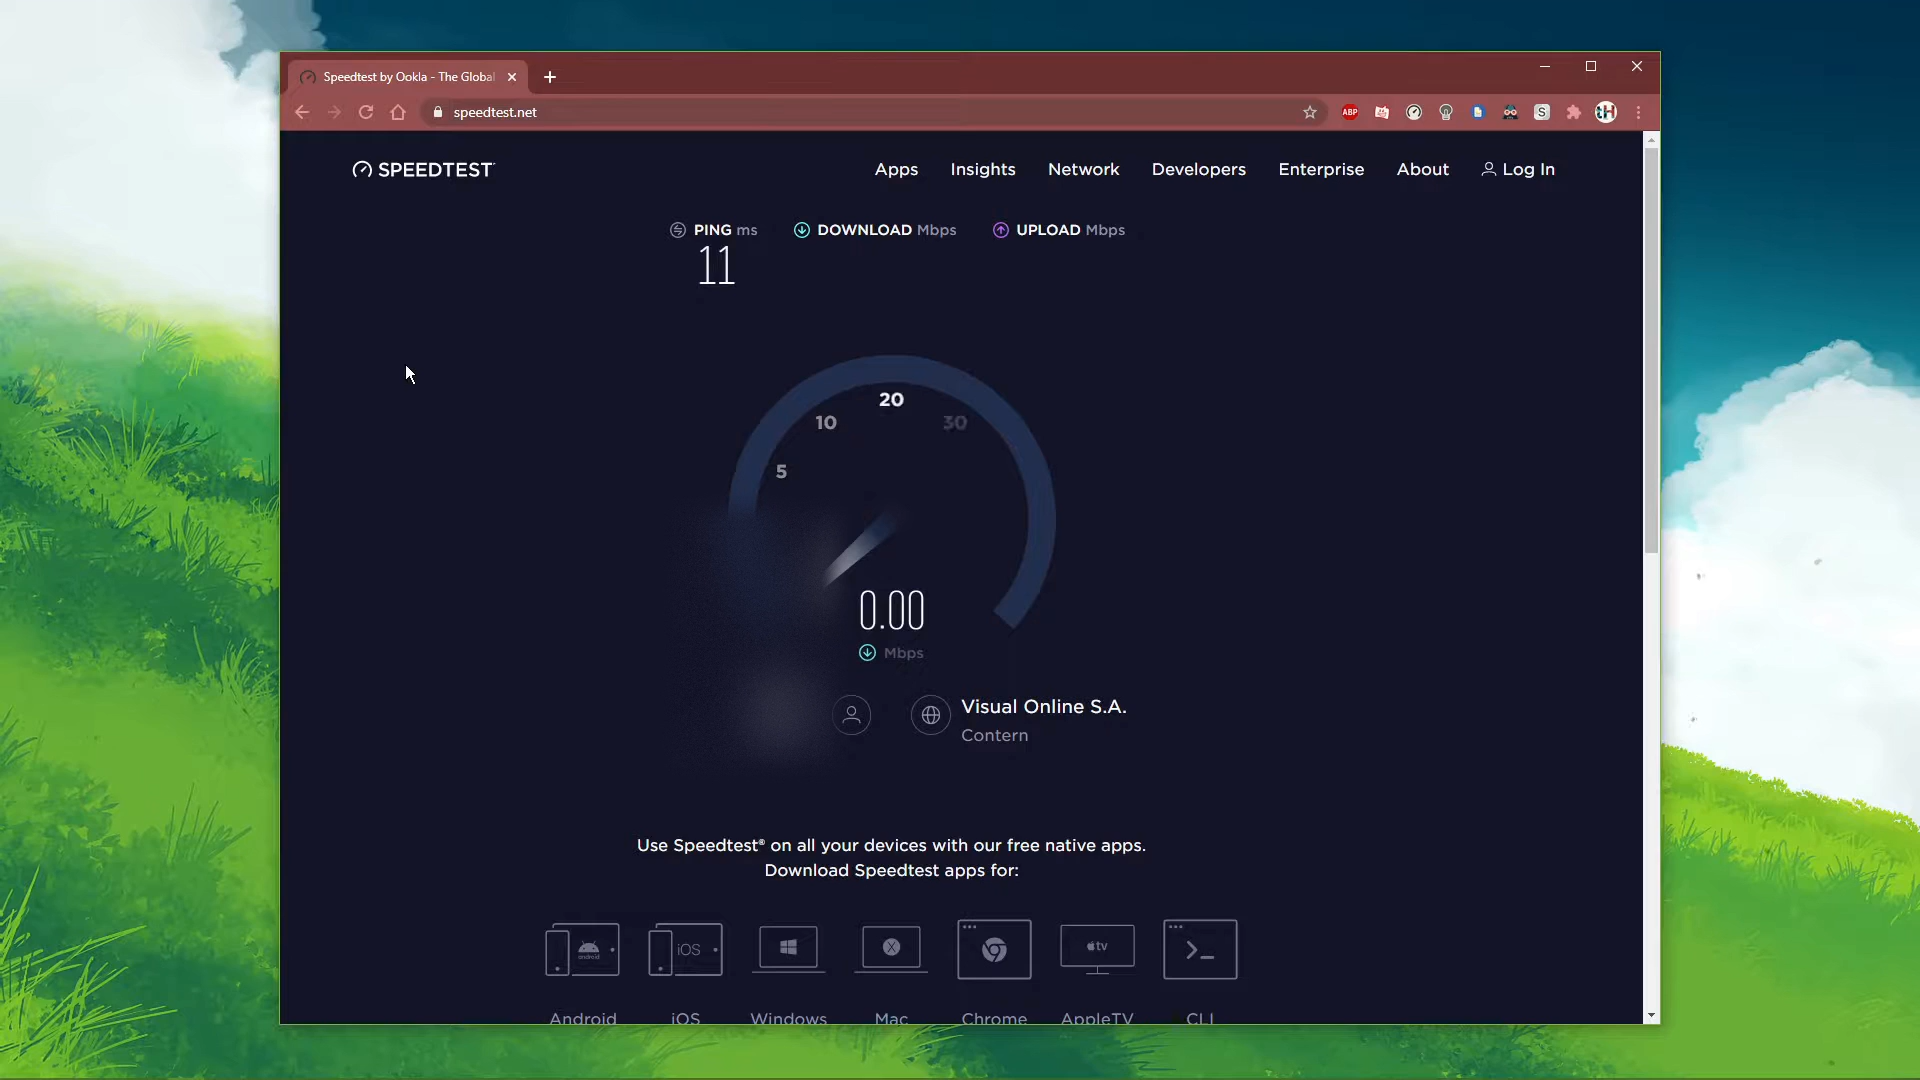 Speedtest by Ookla - The Global
speedtest.net
ABP
S
SPEEDTEST
Apps
Insights
Network
Developers
Enterprise
About
Log In
PING ms
DOWNLOAD Mbps
UPLOAD Mbps
11
5
10
20
30
0.00
Mbps
Visual Online S.A.
Contern
Use Speedtest® on all your devices with our free native apps.
Download Speedtest apps for:
android
iOS
X
tv
Android
iOS
Windows
Mac
Chrome
AppleTV
CLI